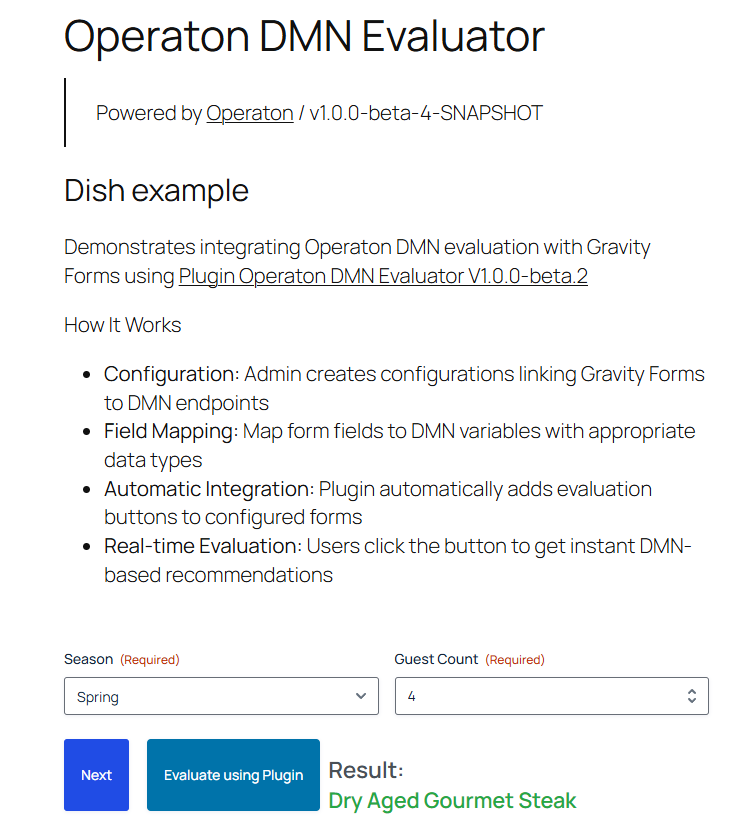 Operaton DMN Evaluator
Powered by Operaton / v1.0.0-beta-4-SNAPSHOT
Dish example
Demonstrates integrating Operaton DMN evaluation with Gravity
Forms using Plugin Operaton DMN Evaluator V1.0.0-beta.2
How It Works
• Configuration: Admin creates configurations linking Gravity Forms
to DMN endpoints
• Field Mapping: Map form fields to DMN variables with appropriate
data types
• Automatic Integration: Plugin automatically adds evaluation
buttons to configured forms
• Real-time Evaluation: Users click the button to get instant DMN-
based recommendations
Season (Required) Guest Count (Required)
Spring 4
Next Evaluate using Plugin Result:
Dry Aged Gourmet Steak